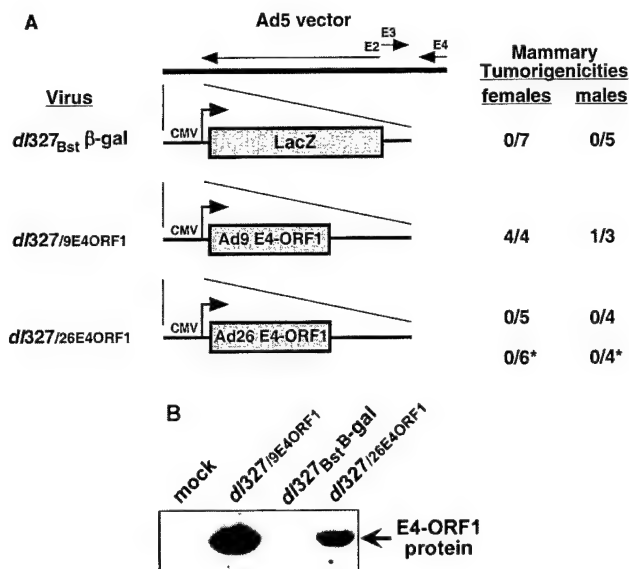 A
Ad5 vector
E3
E2
E4
Mammary
Tumorigenicities
Virus
females
males
dl327Bst β-gal
CMV
LacZ
0/7
0/5
dl327/9E4ORF1
CMV
Ad9 E4-ORF1
4/4
1/3
dl327/26E4ORF1
CMV
Ad26 E4-ORF1
0/5
0/4
0/6*
0/4*
B
mock
dl327/9E4ORF1
dl327Bst β-gal
dl327/26E4ORF1
E4-ORF1
protein